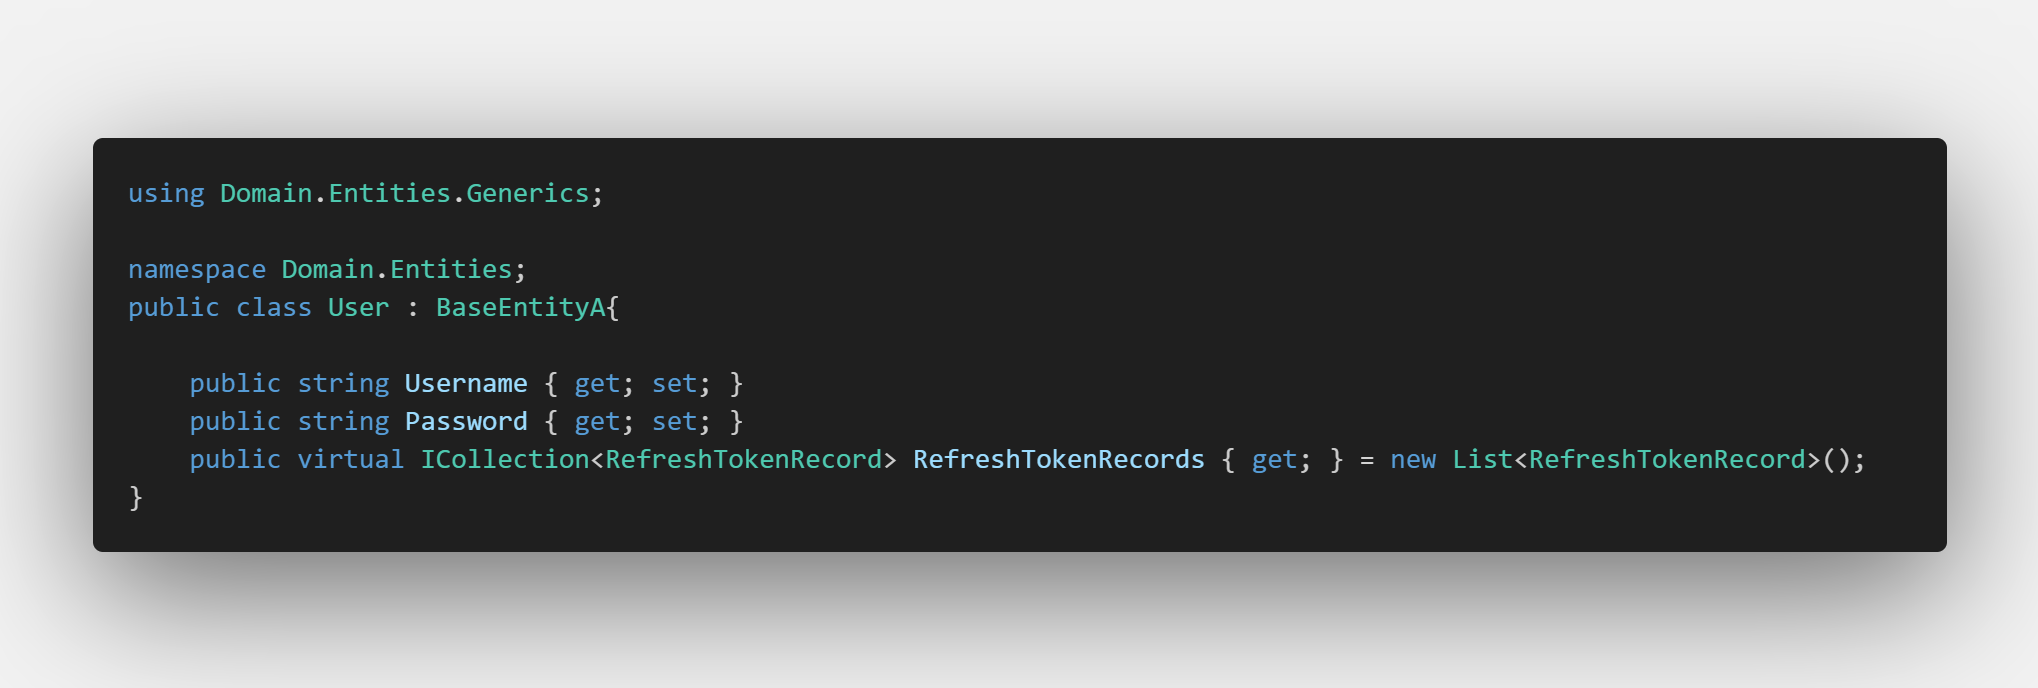 using Domain.Entities.Generics;
namespace Domain.Entities;
public class User : BaseEntityA{
public string Username { get; set; }
public string Password { get; set; }
public virtual ICollection<RefreshTokenRecord> RefreshTokenRecords { get; } = new List<RefreshTokenRecord>();
}